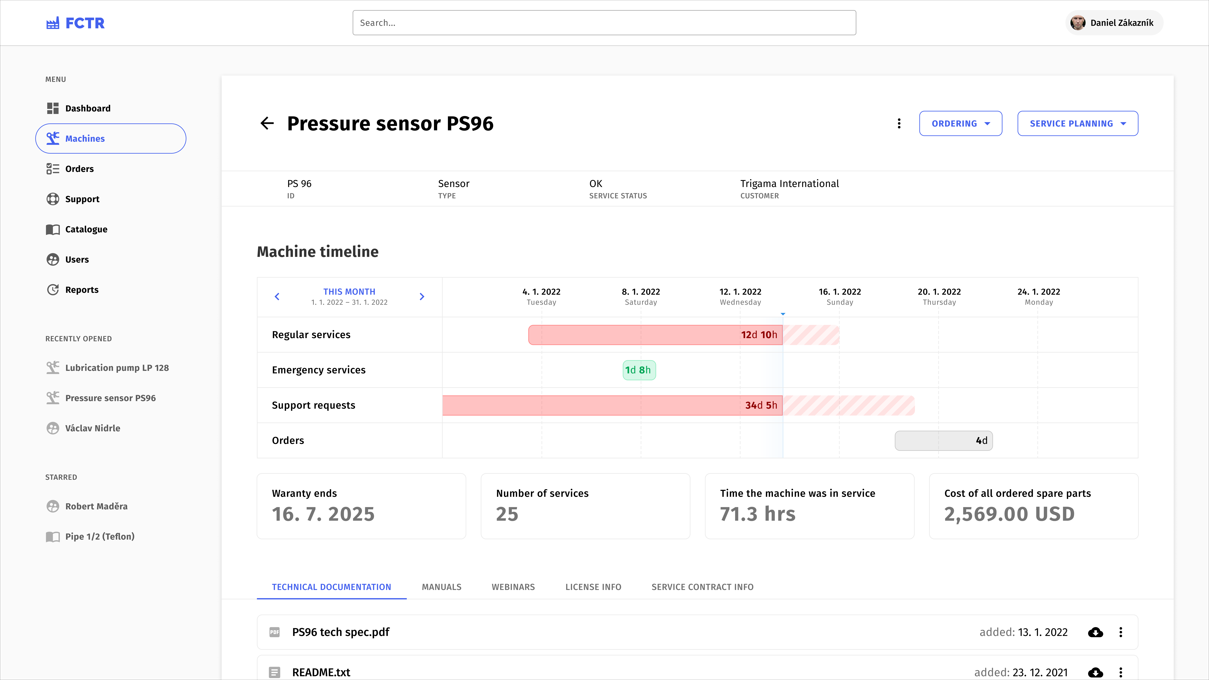 FCTR
Search...
Daniel Zákazník
MENU
Dashboard
Machines
Orders
Support
Catalogue
Users
Reports
RECENTLY OPENED
Lubrication pump LP 128
Pressure sensor PS96
Václav Nidrle
STARRED
Robert Maděra
Pipe 1/2 (Teflon)
Pressure sensor PS96
ORDERING
SERVICE PLANNING
PS 96
ID
Sensor
TYPE
OK
SERVICE STATUS
Trigama International
CUSTOMER
Machine timeline
THIS MONTH
1. 1. 2022 – 31. 1. 2022
4. 1. 2022
Tuesday
8. 1. 2022
Saturday
12. 1. 2022
Wednesday
16. 1. 2022
Sunday
20. 1. 2022
Thursday
24. 1. 2022
Monday
Regular services
12d 10h
Emergency services
1d 8h
Support requests
34d 5h
Orders
4d
Waranty ends
16. 7. 2025
Number of services
25
Time the machine was in service
71.3 hrs
Cost of all ordered spare parts
2,569.00 USD
TECHNICAL DOCUMENTATION
MANUALS
WEBINARS
LICENSE INFO
SERVICE CONTRACT INFO
PDF
PS96 tech spec.pdf
added: 13. 1. 2022
README.txt
added: 23. 12. 2021